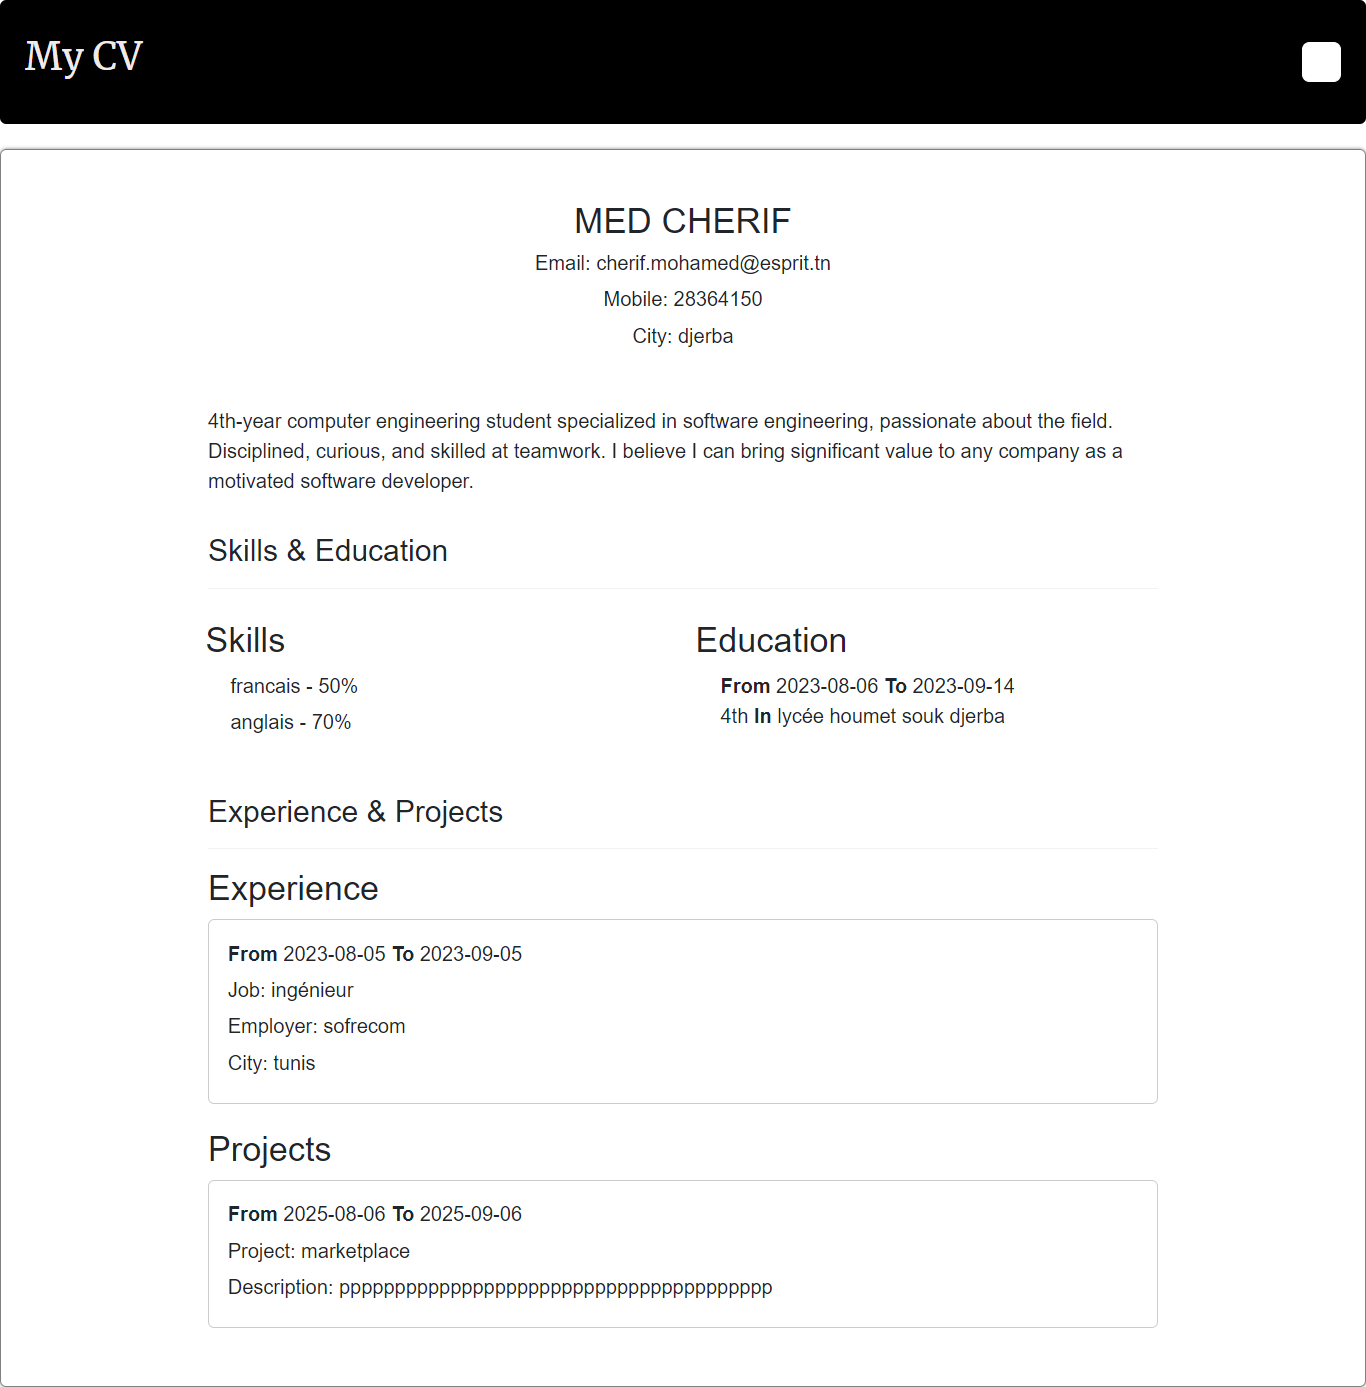 My CV
MED CHERIF
Email: cherif.mohamed@esprit.tn
Mobile: 28364150
City: djerba
4th-year computer engineering student specialized in software engineering, passionate about the field.
Disciplined, curious, and skilled at teamwork. I believe I can bring significant value to any company as a
motivated software developer.
Skills & Education
Skills
francais - 50%
anglais - 70%
Education
From 2023-08-06 To 2023-09-14
4th In lycée houmet souk djerba
Experience & Projects
Experience
From 2023-08-05 To 2023-09-05
Job: ingénieur
Employer: sofrecom
City: tunis
Projects
From 2025-08-06 To 2025-09-06
Project: marketplace
Description: ppppppppppppppppppppppppppppppppppppppp